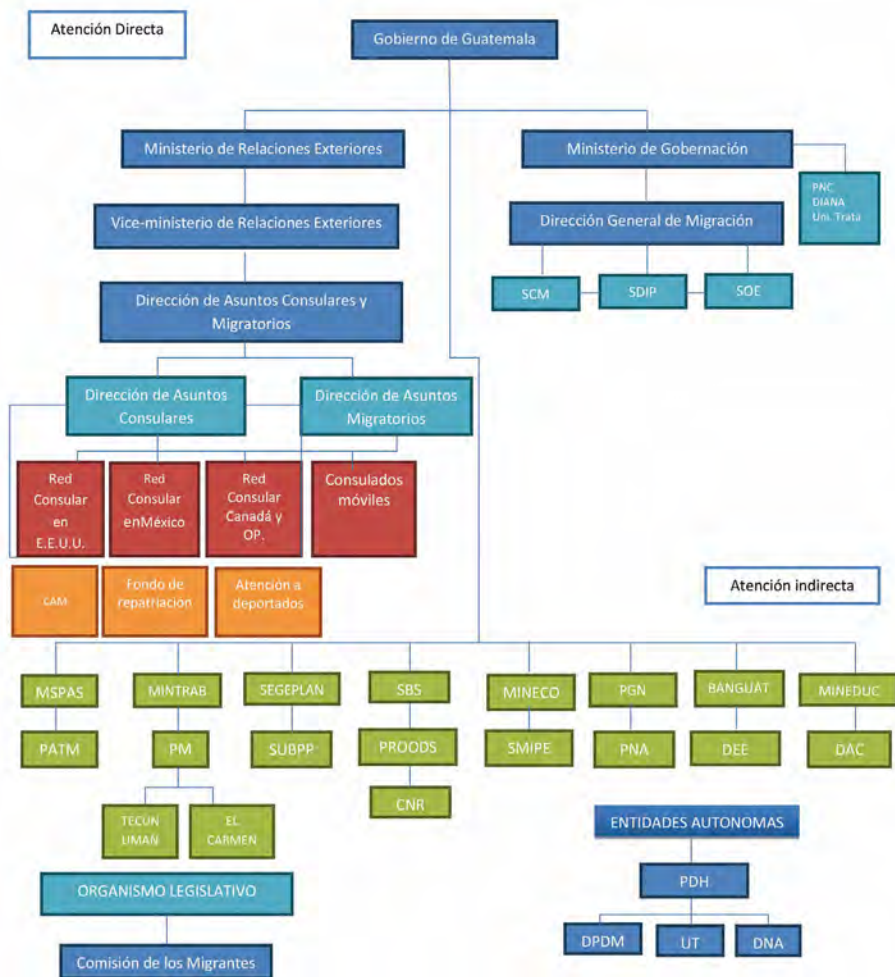 Atención Directa
Gobierno de Guatemala
Ministerio de Relaciones Exteriores
Ministerio de Gobernación
PNC
DIANA
Uni. Trata
Vice-ministerio de Relaciones Exteriores
Dirección General de Migración
SCM
SDIP
SOE
Dirección de Asuntos Consulares y
Migratorios
Dirección de Asuntos
Consulares
Dirección de Asuntos
Migratorios
Red
Consular
en
E.E.U.U.
Red
Consular
enMéxico
Red
Consular
Canadá y
OP.
Consulados
móviles
CAM
Fondo de
repatriacion
Atención a
deportados
Atención indirecta
MSPAS
MINTRAB
SEGEPLAN
SBS
MINECO
PGN
BANGUAT
MINEDUC
PATM
PM
SUBPP
PROODS
SMIPE
PNA
DEE
DAC
CNR
TECUN
UMAN
EL
CARMEN
ENTIDADES AUTONOMAS
ORGANISMO LEGISLATIVO
PDH
Comisión de los Migrantes
DPDM
UT
DNA